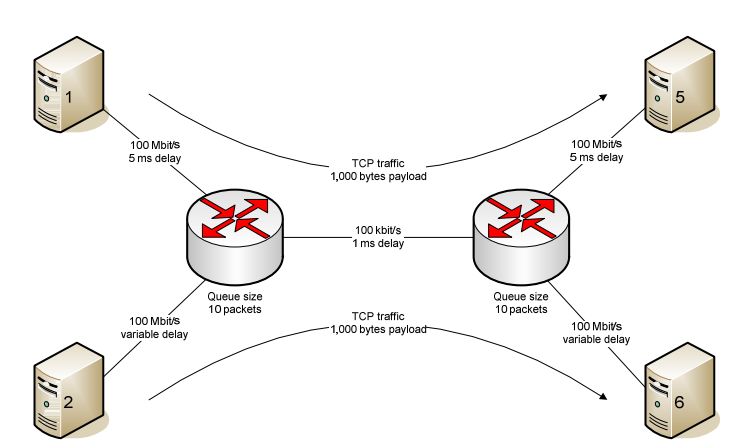 1
5
100 Mbit/s
5 ms delay
100 Mbit/s
5 ms delay
TCP traffic
1,000 bytes payload
100 kbit/s
1 ms delay
Queue size
10 packets
Queue size
10 packets
100 Mbit/s
variable delay
TCP traffic
1,000 bytes payload
100 Mbit/s
variable delay
2
6